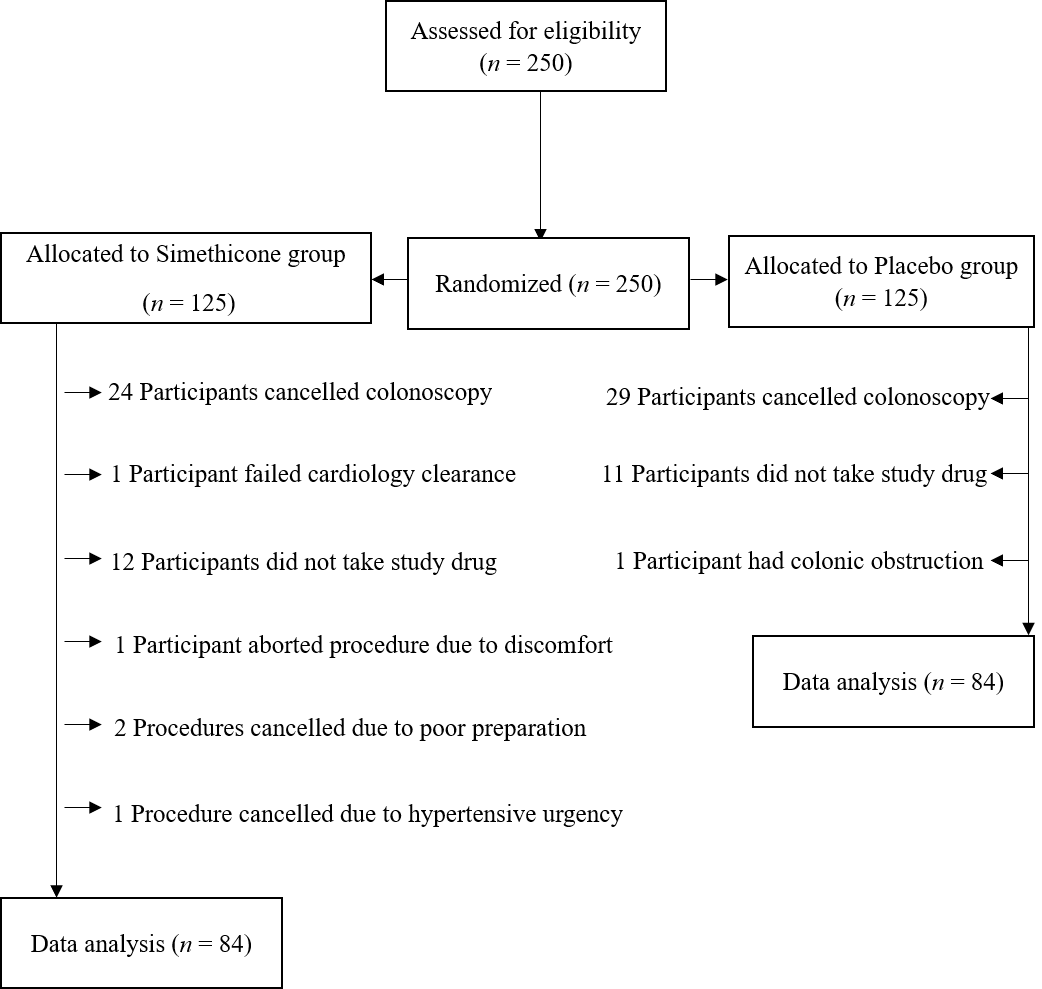 Assessed for eligibility
(n = 250)
Randomized (n = 250)
Allocated to Simethicone group
(n = 125)
Allocated to Placebo group
(n = 125)
24 Participants cancelled colonoscopy
1 Participant failed cardiology clearance
12 Participants did not take study drug
1 Participant aborted procedure due to discomfort
2 Procedures cancelled due to poor preparation
1 Procedure cancelled due to hypertensive urgency
Data analysis (n = 84)
29 Participants cancelled colonoscopy
11 Participants did not take study drug
1 Participant had colonic obstruction
Data analysis (n = 84)